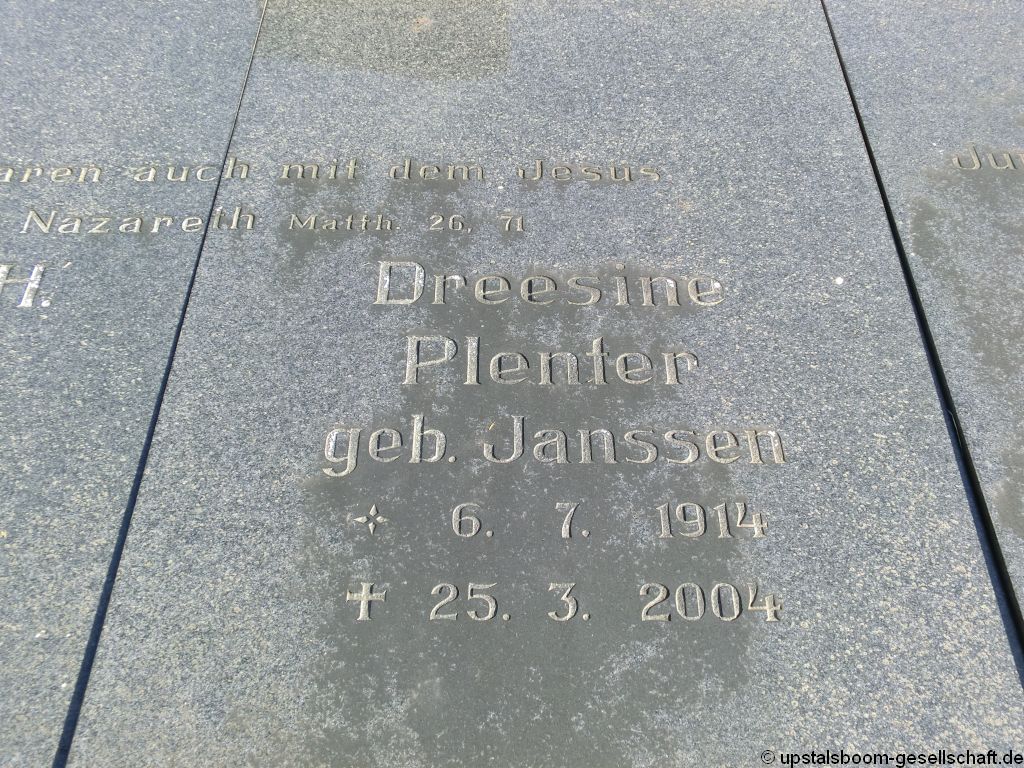 aren auch mit dem Jesus
Nazareth Matth. 26, 71
H.
Dreesine
Plenter
geb. Janssen
6. 7. 1914
25. 3. 2004
© upstalsboom-gesellschaft.de